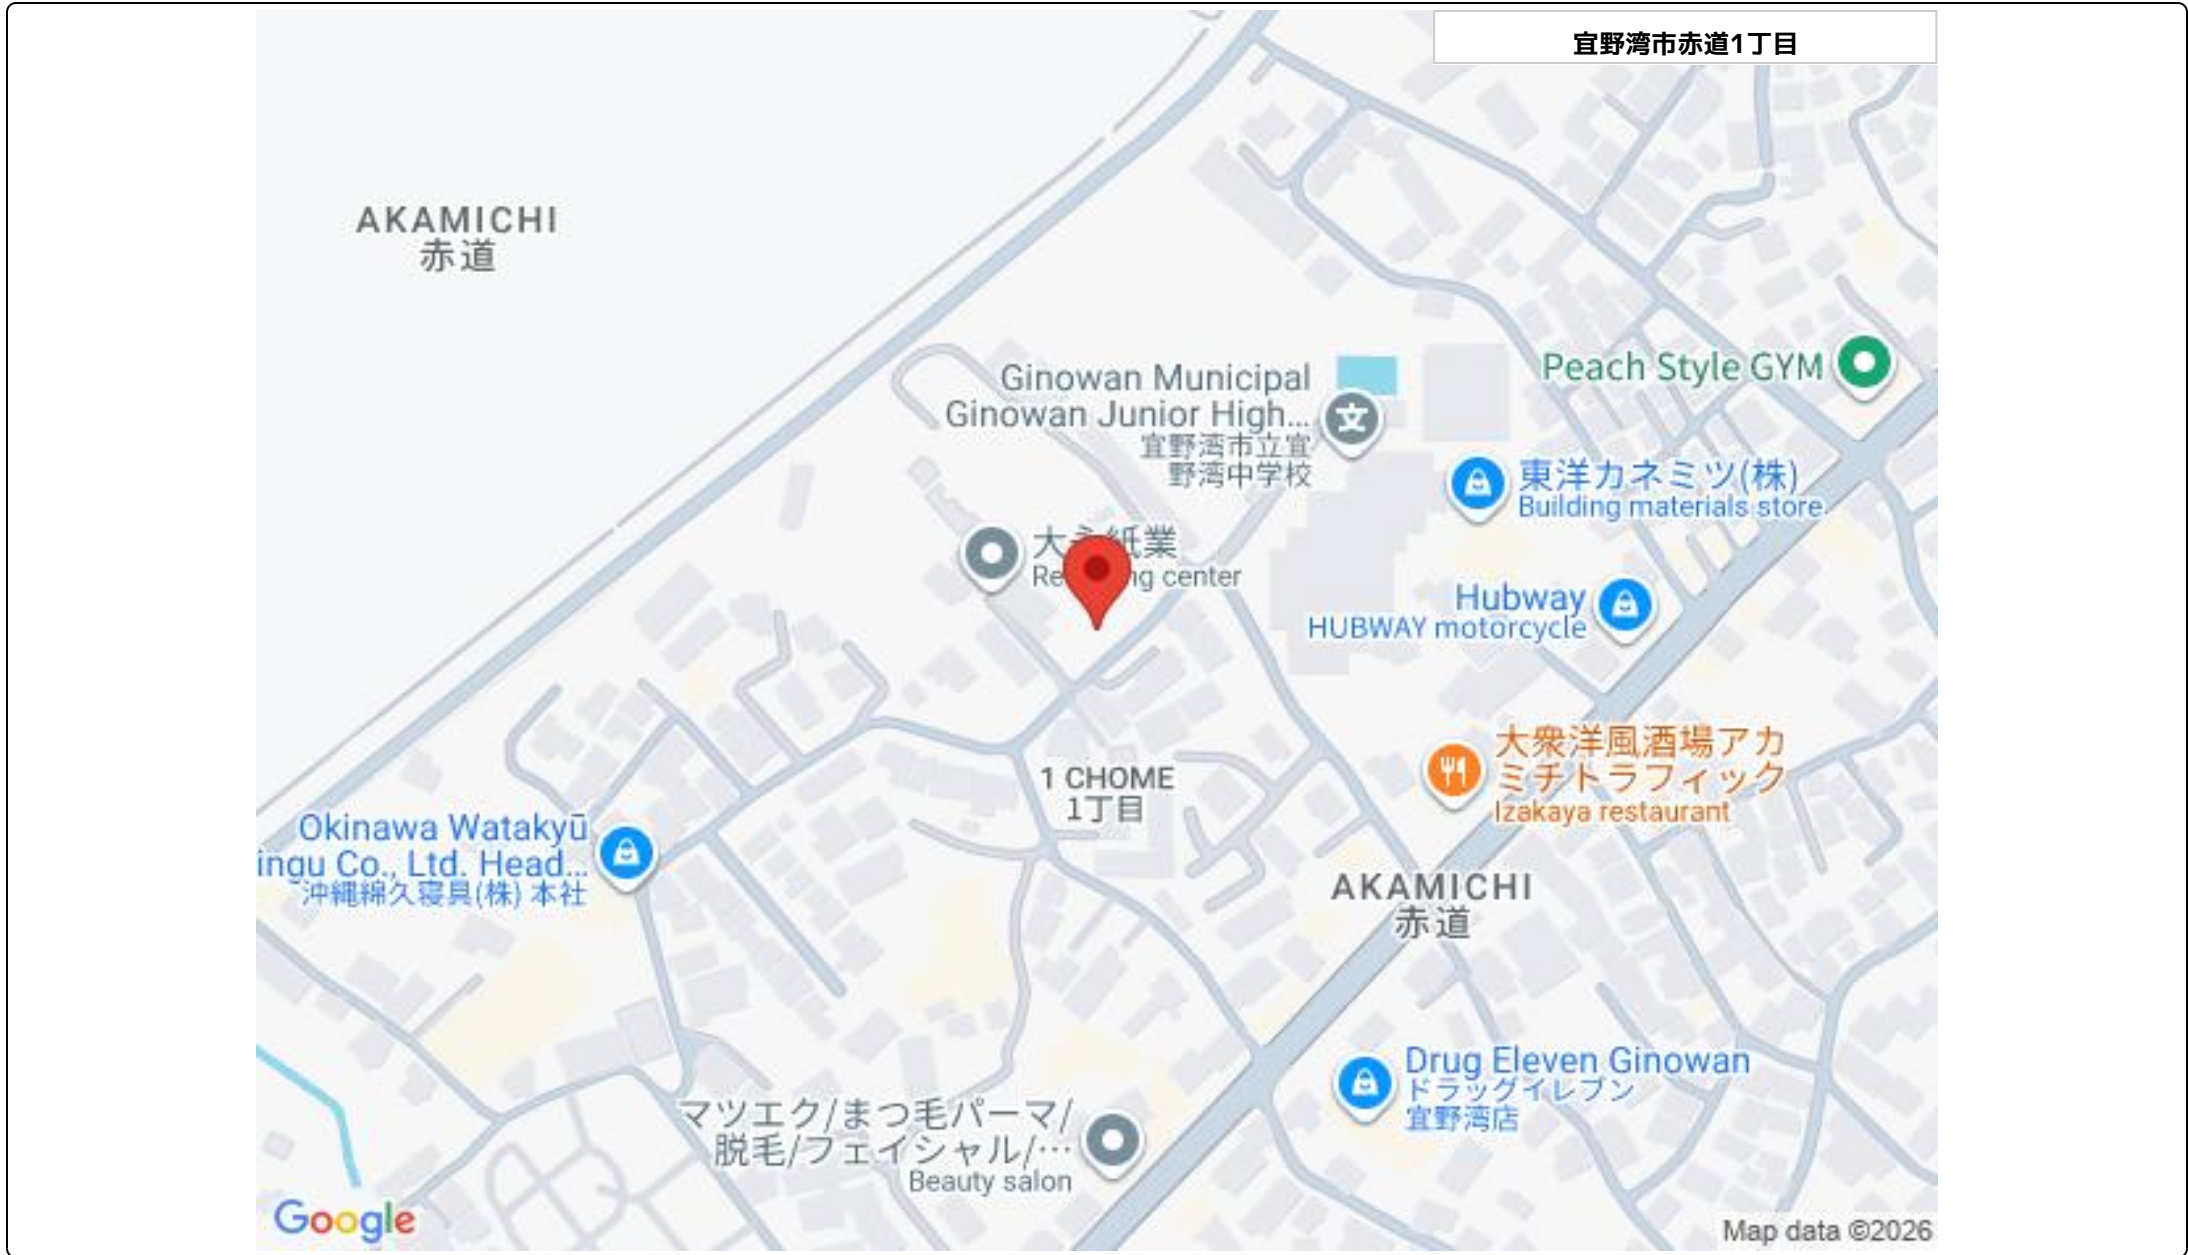 宜野湾市赤道1丁目
AKAMICHI
赤道
Ginowan Municipal
Ginowan Junior High...
宜野湾市立宜
野湾中学校
Peach Style GYM
東洋カネミツ(株)
Building materials store
紙業
center
Hubway
HUBWAY motorcycle
大衆洋風酒場アカ
ミチトラフィック
Izakaya restaurant
1 CHOME
1丁目
Okinawa Watakyū
ingu Co., Ltd. Head...
沖縄綿久寝具(株) 本社
AKAMICHI
赤道
Drug Eleven Ginowan
ドラッグイレブン
宜野湾店
マツエク/まつ毛パーマ/
脱毛/フェイシャル/…
Beauty salon
Google
Map data ©2026